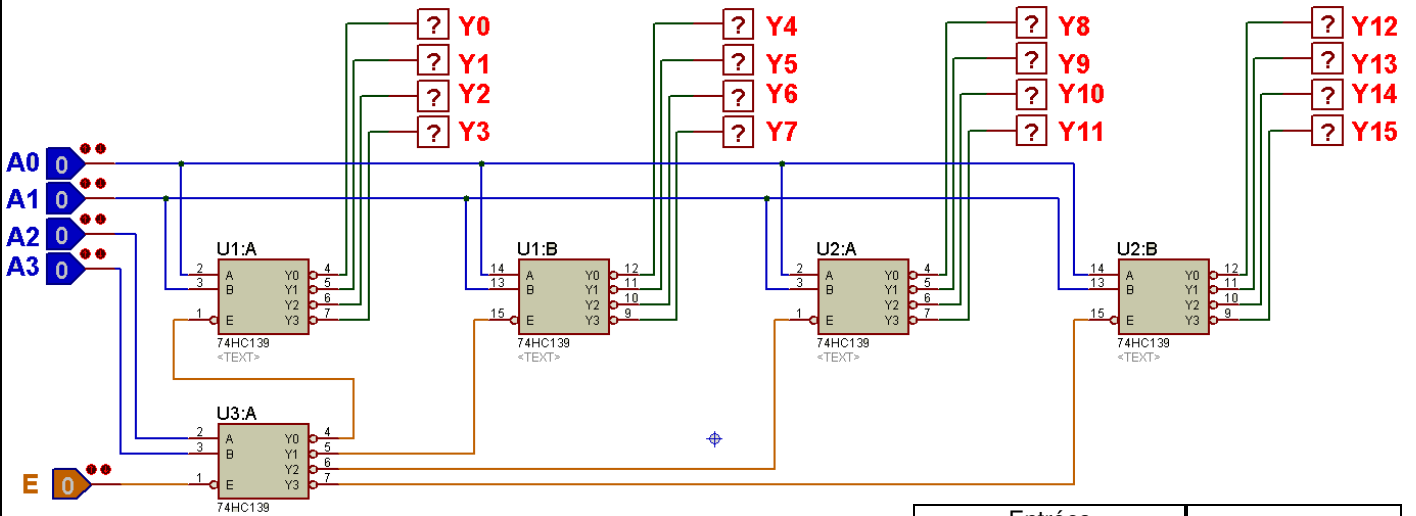 ? Y0 ? Y4 ? Y8 ? Y12
? Y1 ? Y5 ? Y9 ? Y13
? Y2 ? Y6 ? Y10 ? Y14
? Y3 ? Y7 ? Y11 ? Y15
A0 0
A1 0
A2 0
A3 0
U1:A
2 A Y0 4
3 B Y1 5
Y2 6
1 E Y3 7
74HC139
<TEXT>
U1:B
14 A Y0 12
13 B Y1 11
Y2 10
15 E Y3 9
74HC139
<TEXT>
U2:A
2 A Y0 4
3 B Y1 5
Y2 6
1 E Y3 7
74HC139
<TEXT>
U2:B
14 A Y0 12
13 B Y1 11
Y2 10
15 E Y3 9
74HC139
<TEXT>
U3:A
2 A Y0 4
3 B Y1 5
Y2 6
1 E Y3 7
74HC139
E 0
Entrées